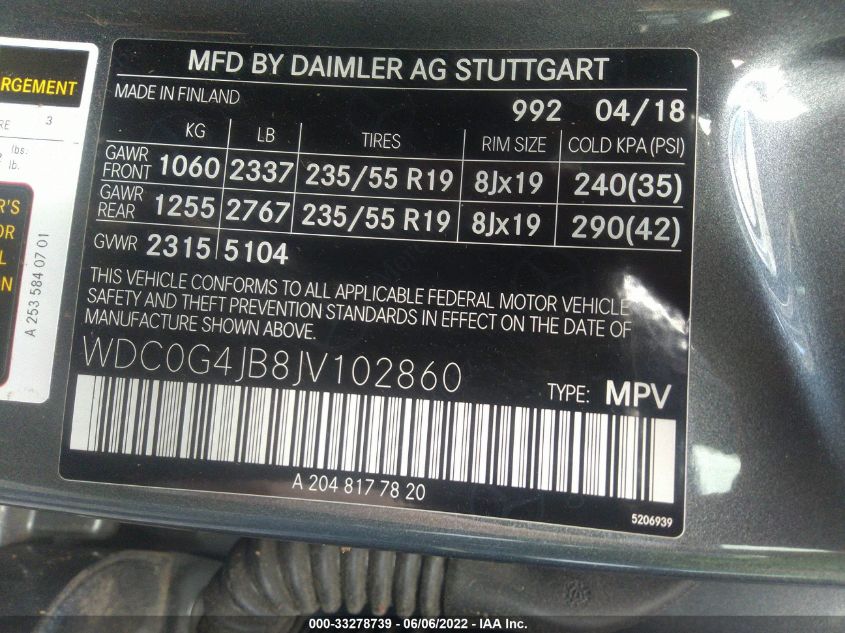 RGEMENT
RE 3
lbs.
lb.
R'S
OR
L
N
A 253 584 07 01
MFD BY DAIMLER AG STUTTGART
MADE IN FINLAND 992 04/18
KG LB TIRES RIM SIZE COLD KPA (PSI)
GAWR FRONT 1060 2337 235/55 R19 8Jx19 240(35)
GAWR REAR 1255 2767 235/55 R19 8Jx19 290(42)
GVWR 2315 5104
THIS VEHICLE CONFORMS TO ALL APPLICABLE FEDERAL MOTOR VEHICLE
SAFETY AND THEFT PREVENTION STANDARDS IN EFFECT ON THE DATE OF
MANUFACTURE SHOWN ABOVE.
WDC0G4JB8JV102860
TYPE: MPV
A 204 817 78 20
5206939
000-33278739 - 06/06/2022 - IAA Inc.